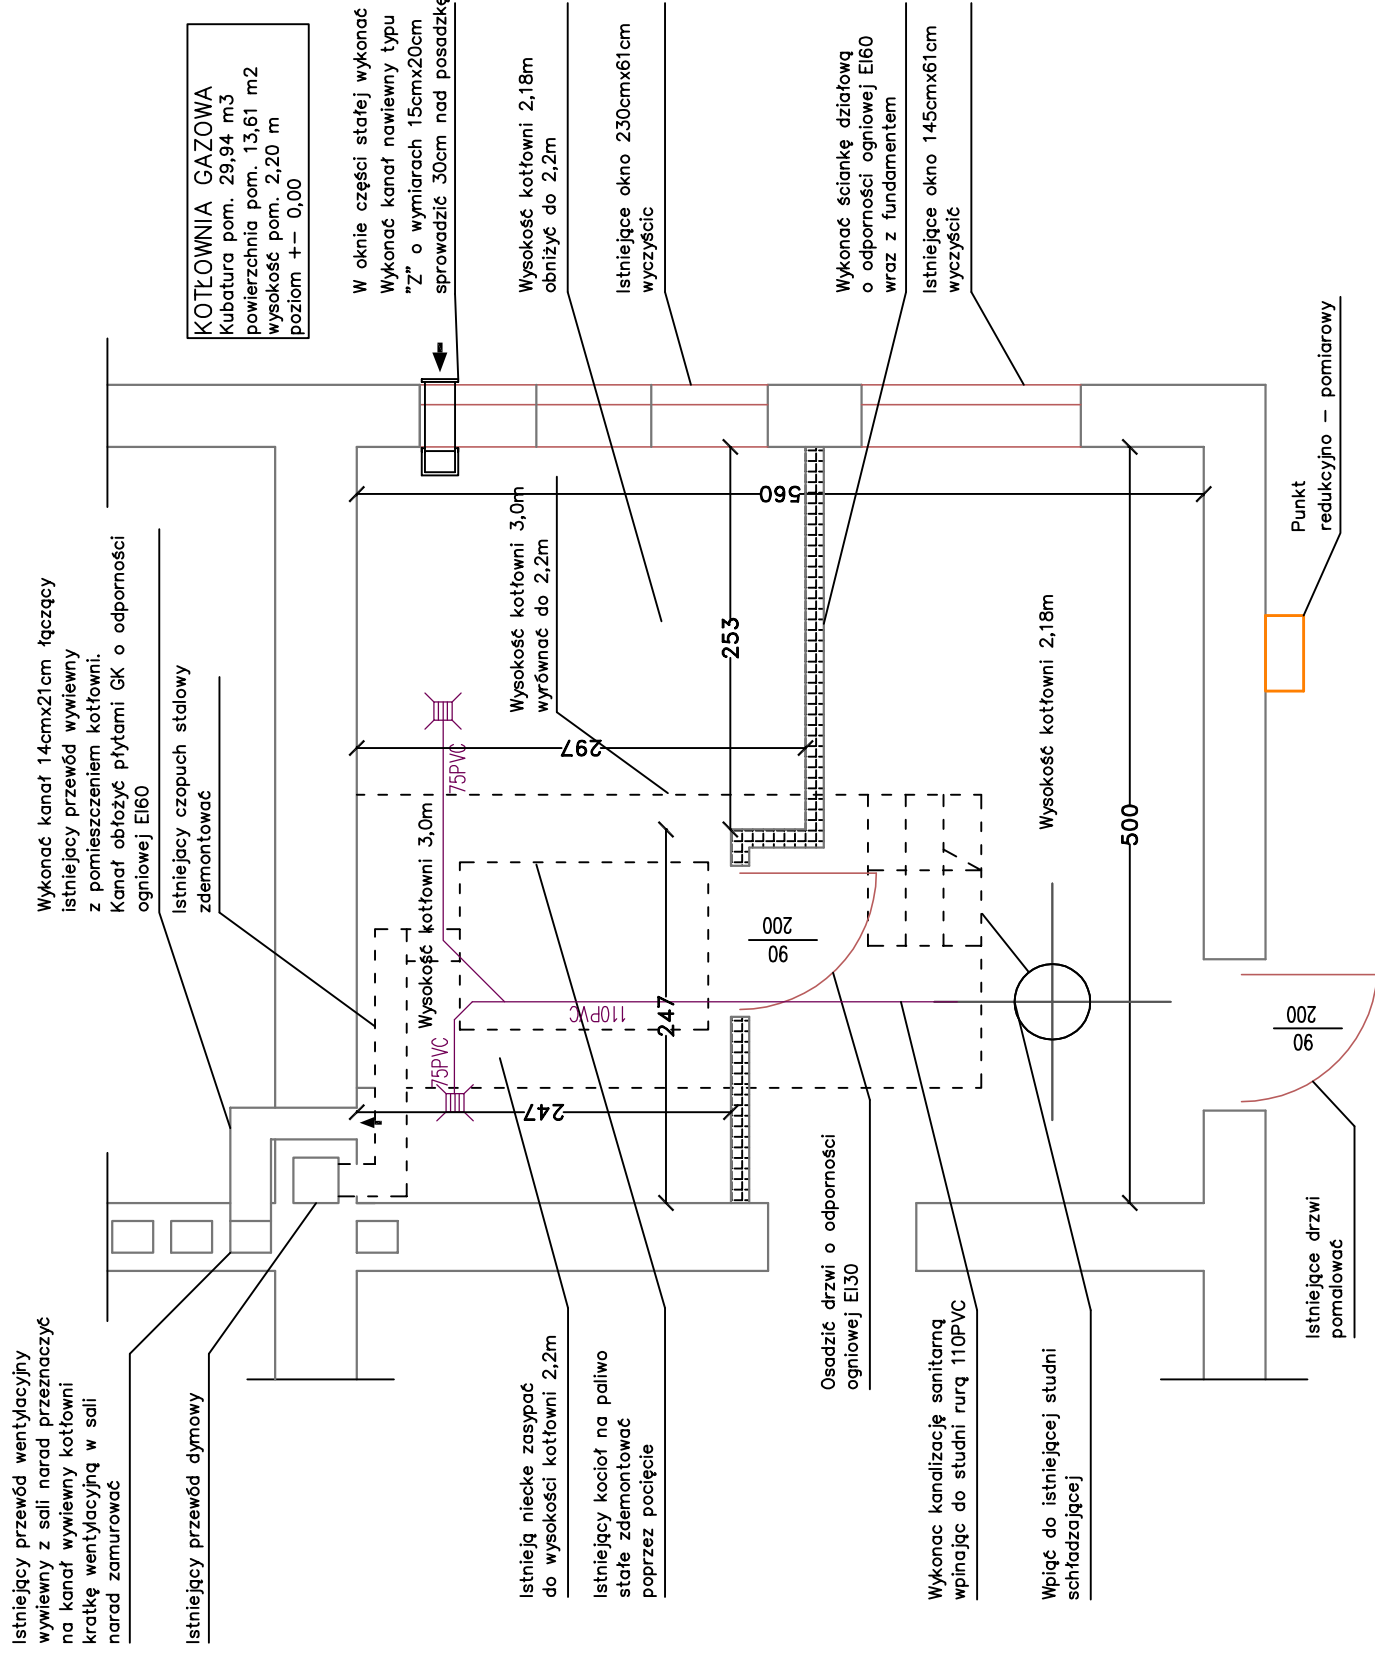 Istniejący przewód wentylacyjny
wywiewny z sali narad przeznaczyć
na kanał wywiewny kotłowni
kratkę wentylacyjną w sali
narad zamurować
Istniejący przewód dymowy
Wykonać kanał 14cmx21cm łączący
istniejacy przewód wywiewny
z pomieszczeniem kotłowni.
Kanał obłożyć płytami GK o odporności
ogniowej EI60
Istniejacy czopuch stalowy
zdemontować
KOTŁOWNIA GAZOWA
Kubatura pom. 29,94 m3
powierzchnia pom. 13,61 m2
wysokość pom. 2,20 m
poziom +- 0,00
W oknie części stałej wykonać
Wykonać kanał nawiewny typu
"Z" o wymiarach 15cmx20cm
sprowadzić 30cm nad posadzkę
Wysokość kotłowni 2,18m
obniżyć do 2,2m
Istniejące okno 230cmx61cm
wyczyścic
Wykonać ściankę działową
o odporności ogniowej EI60
wraz z fundamentem
Istniejące okno 145cmx61cm
wyczyścić
Wysokość kotłowni 3,0m
wyrównać do 2,2m
Wysokość kotłowni 3,0m
Wysokość kotłowni 2,18m
75PVC
75PVC
110PVC
560
297
253
247
247
500
90
200
90
200
Istnieją niecke zasypać
do wysokości kotłowni 2,2m
Istniejący kocioł na paliwo
stałe zdemontować
poprzez pocięcie
Osadzić drzwi o odporności
ogniowej EI30
Wykonac kanalizację sanitarną
wpinając do studni rurą 110PVC
Wpiąć do istniejącej studni
schładzającej
Istniejące drzwi
pomalować
Punkt
redukcyjno - pomiarowy